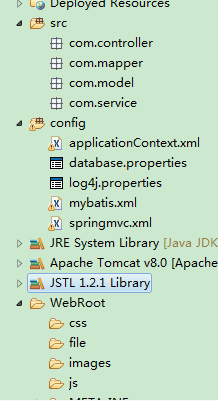 Deployed Resources
src
com.controller
com.mapper
com.model
com.service
config
applicationContext.xml
database.properties
log4j.properties
mybatis.xml
springmvc.xml
JRE System Library [Java JDK
Apache Tomcat v8.0 [Apache
JSTL 1.2.1 Library
WebRoot
css
file
images
js
META-INF